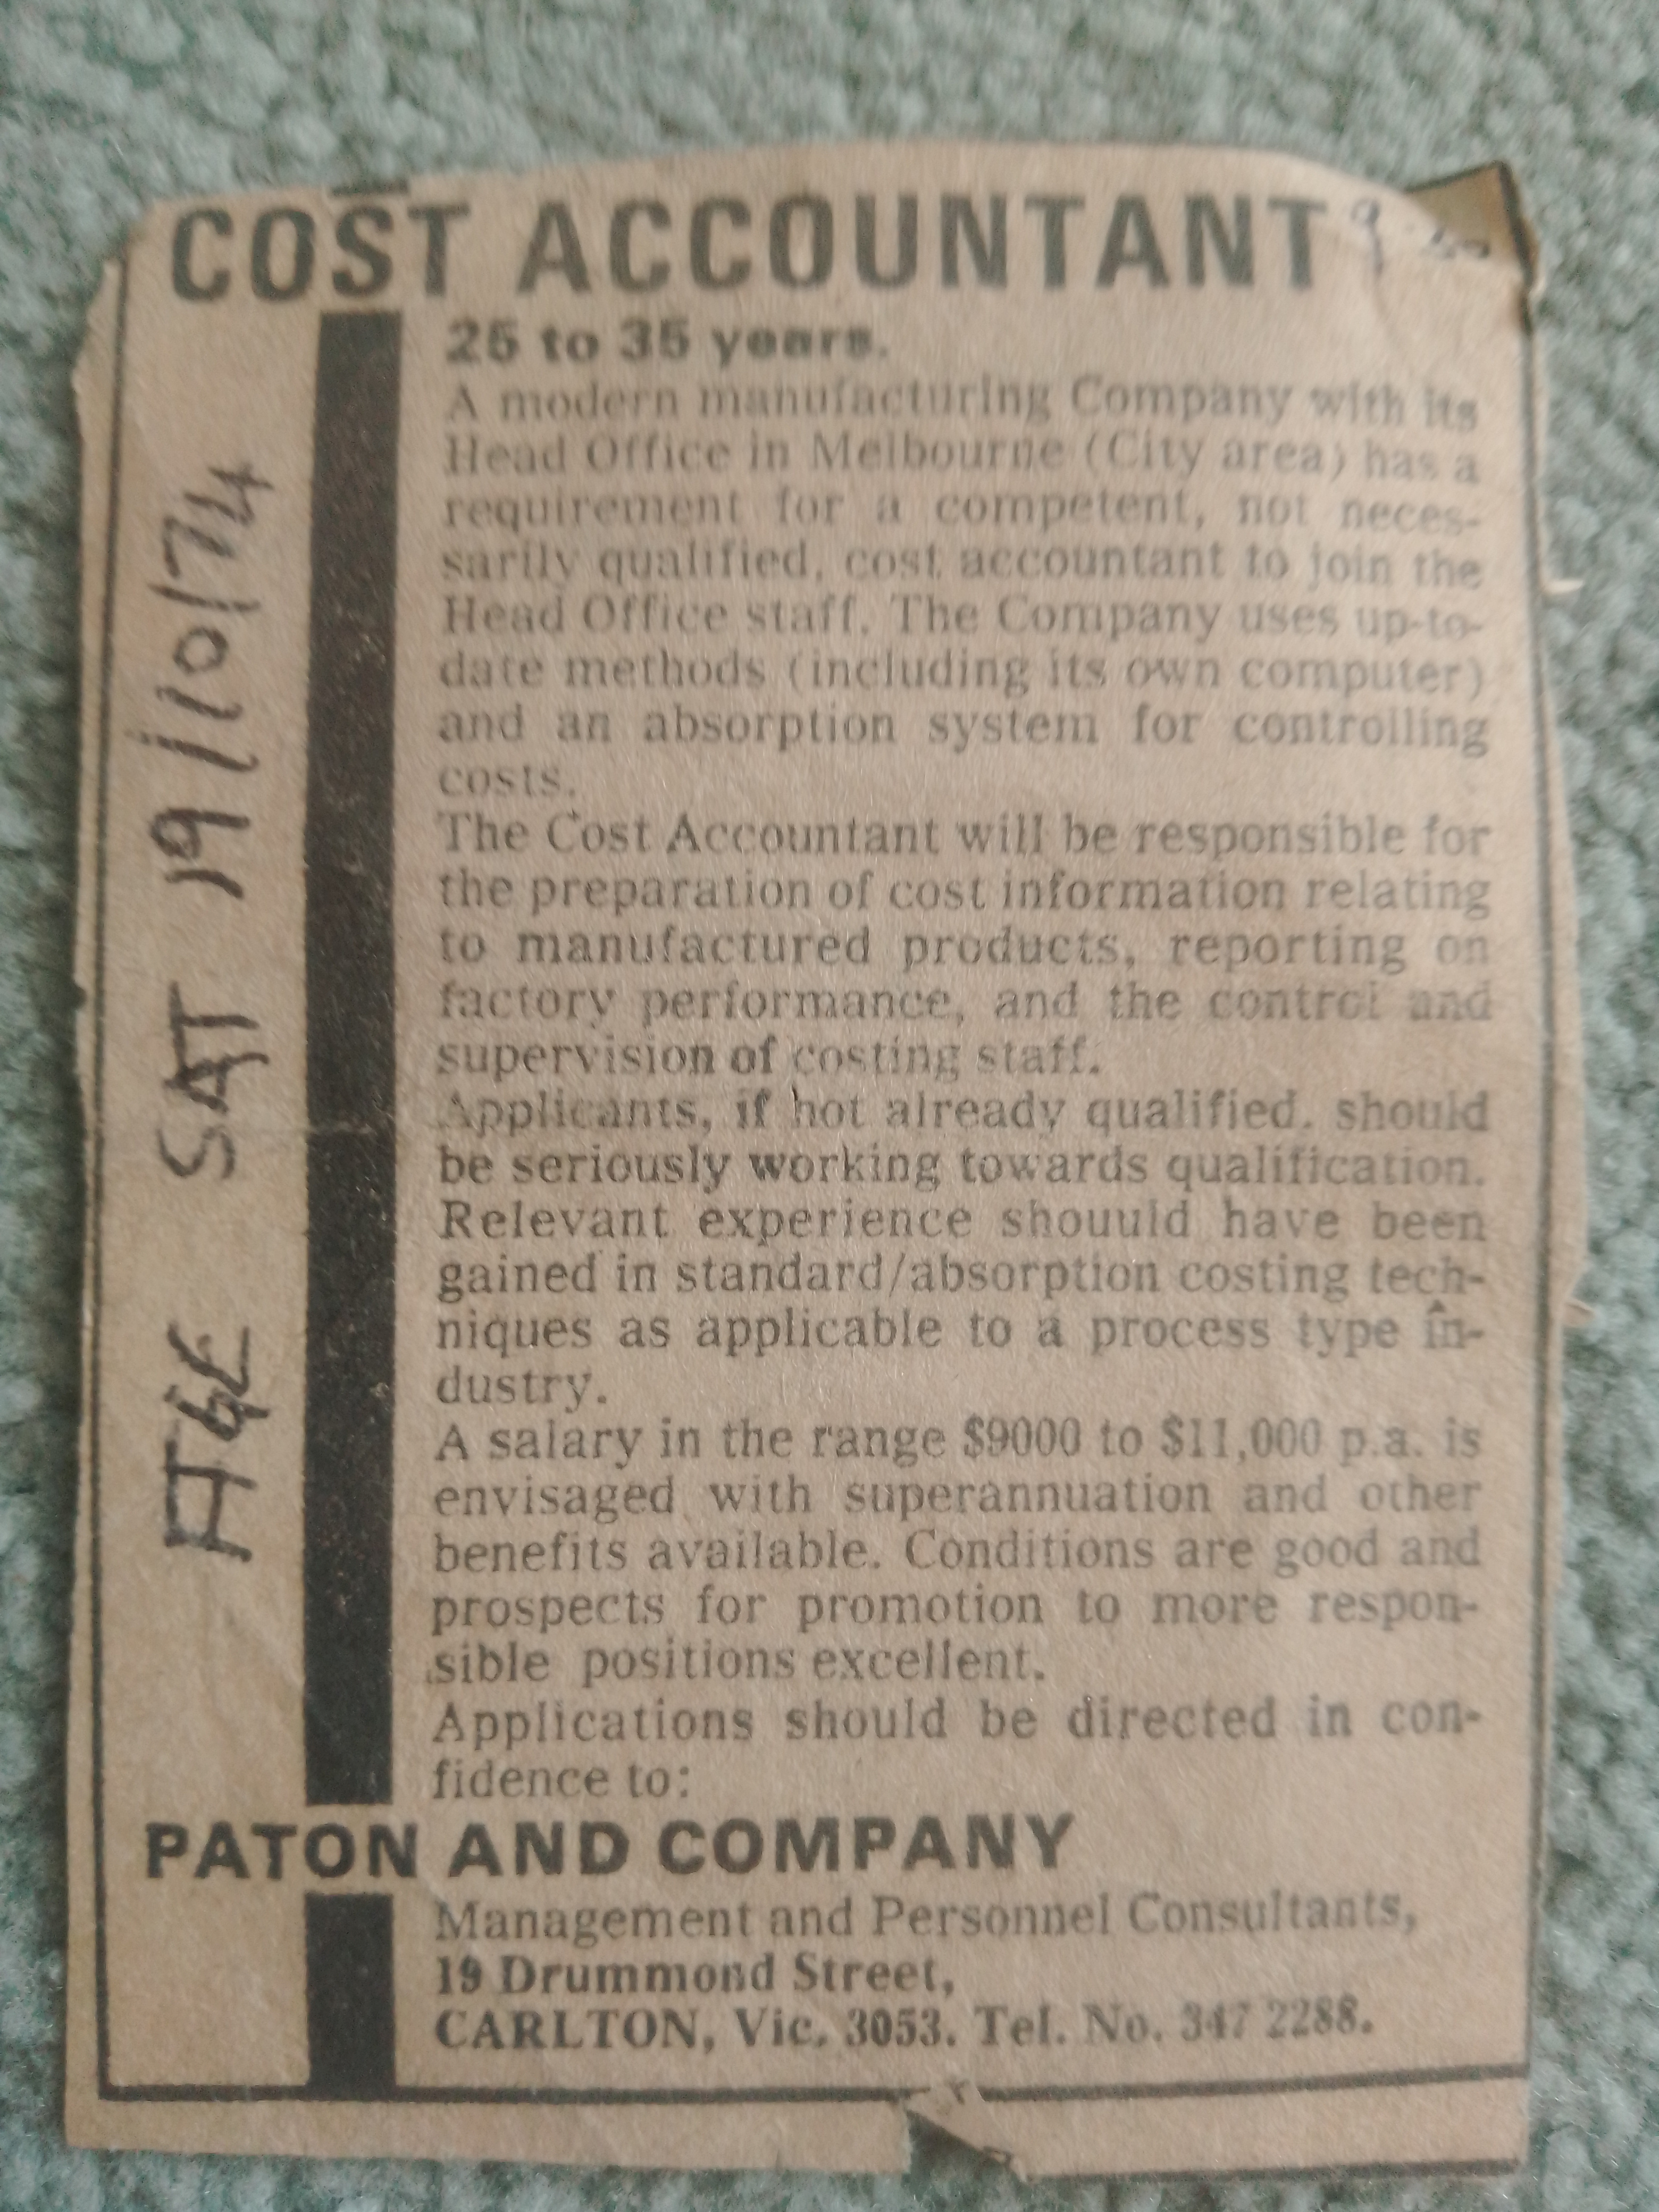 COST ACCOUNTANT
25 to 35 years.
A modern manufacturing Company with its
Head Office in Melbourne (City area) has a
requirement for a competent, not neces-
sarily qualified, cost accountant to join the
Head Office staff. The Company uses up-to-
date methods (including its own computer)
and an absorption system for controlling
costs.
The Cost Accountant will be responsible for
the preparation of cost information relating
to manufactured products, reporting on
factory performance, and the control and
supervision of costing staff.
Applicants, if not already qualified, should
be seriously working towards qualification.
Relevant experience shouuld have been
gained in standard/absorption costing tech-
niques as applicable to a process type in-
dustry.
A salary in the range $9000 to $11,000 p.a. is
envisaged with superannuation and other
benefits available. Conditions are good and
prospects for promotion to more respon-
sible positions excellent.
Applications should be directed in con-
fidence to:
PATON AND COMPANY
Management and Personnel Consultants,
19 Drummond Street,
CARLTON, Vic. 3053. Tel. No. 347 2288.
AGE SAT 19/10/74